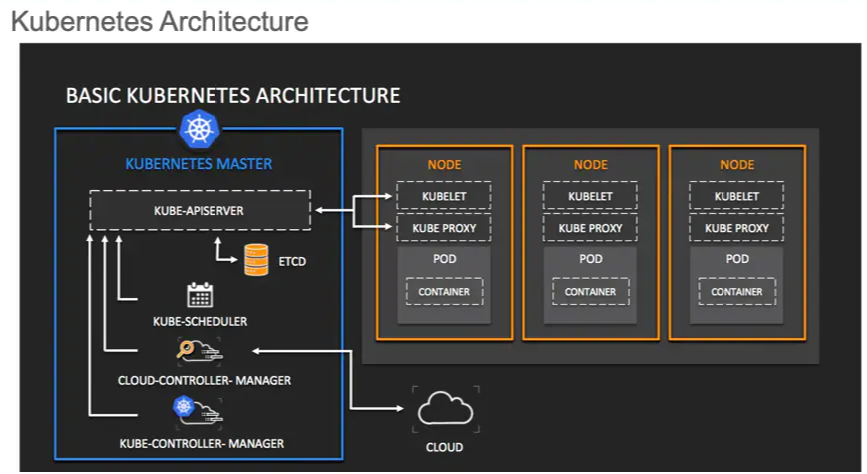 Kubernetes Architecture
BASIC KUBERNETES ARCHITECTURE
KUBERNETES MASTER
KUBE-APISERVER
ETCD
KUBE-SCHEDULER
CLOUD-CONTROLLER- MANAGER
KUBE-CONTROLLER- MANAGER
NODE
KUBELET
KUBE PROXY
POD
CONTAINER
NODE
KUBELET
KUBE PROXY
POD
CONTAINER
NODE
KUBELET
KUBE PROXY
POD
CONTAINER
CLOUD